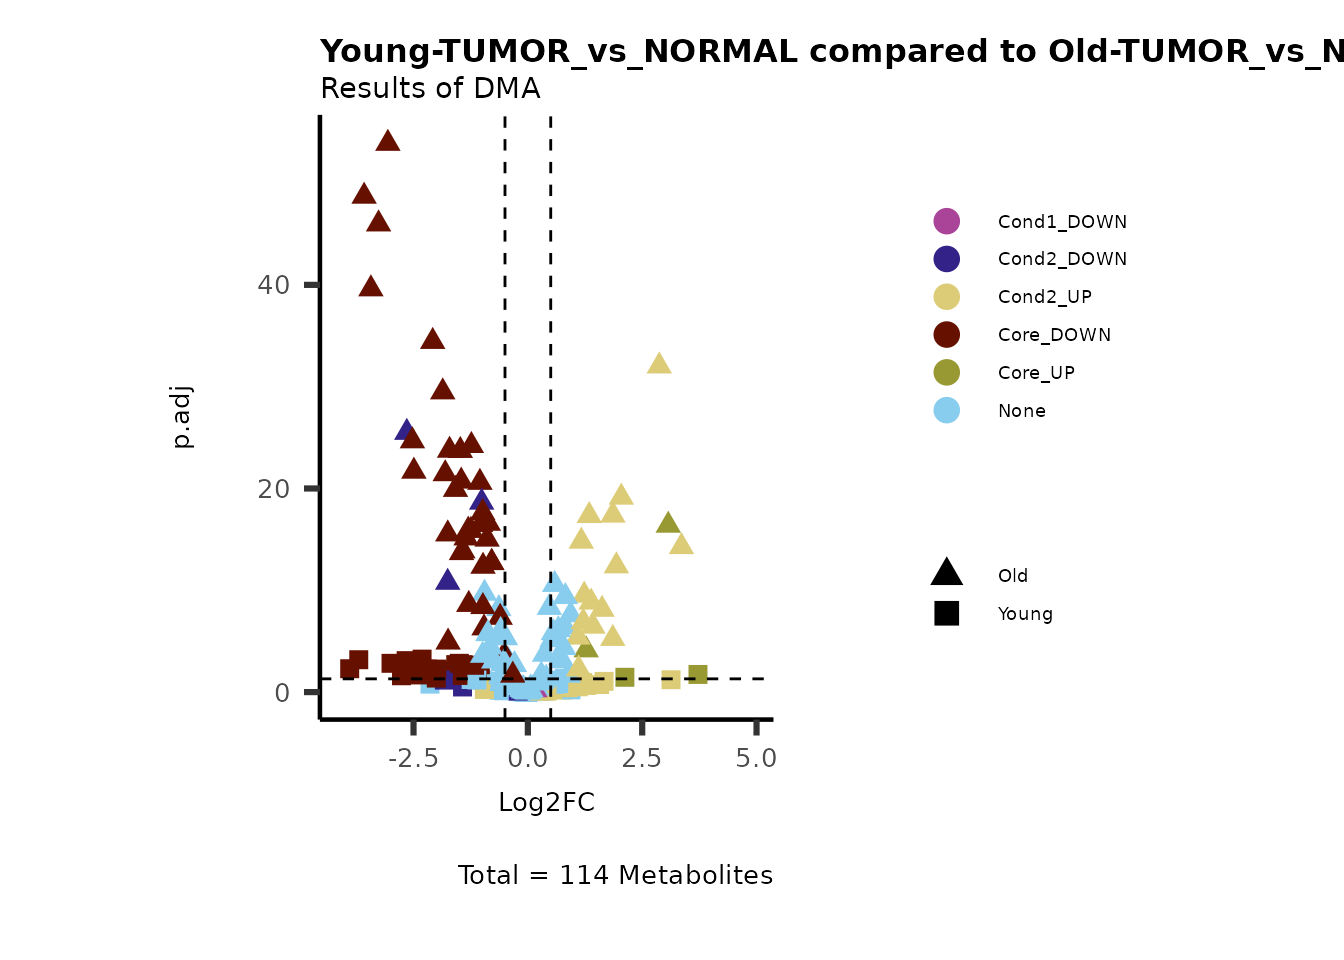 Young-TUMOR_vs_NORMAL compared to Old-TUMOR_vs_N
Results of DMA
p.adj
40
20
0
-2.5 0.0 2.5 5.0
Log2FC
Total = 114 Metabolites
Cond1_DOWN
Cond2_DOWN
Cond2_UP
Core_DOWN
Core_UP
None
Old
Young